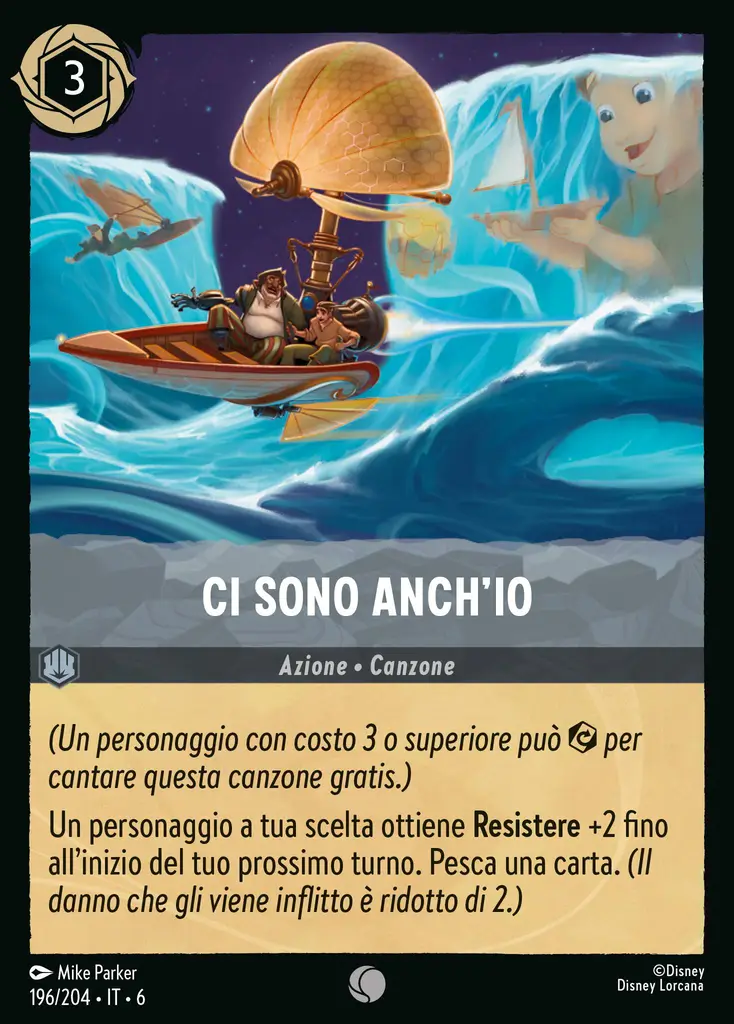 3
CI SONO ANCH'IO
Azione • Canzone
(Un personaggio con costo 3 o superiore può per
cantare questa canzone gratis.)
Un personaggio a tua scelta ottiene Resistere +2 fino
all'inizio del tuo prossimo turno. Pesca una carta. (Il
danno che gli viene inflitto è ridotto di 2.)
Mike Parker
©Disney
196/204 • IT • 6
Disney Lorcana